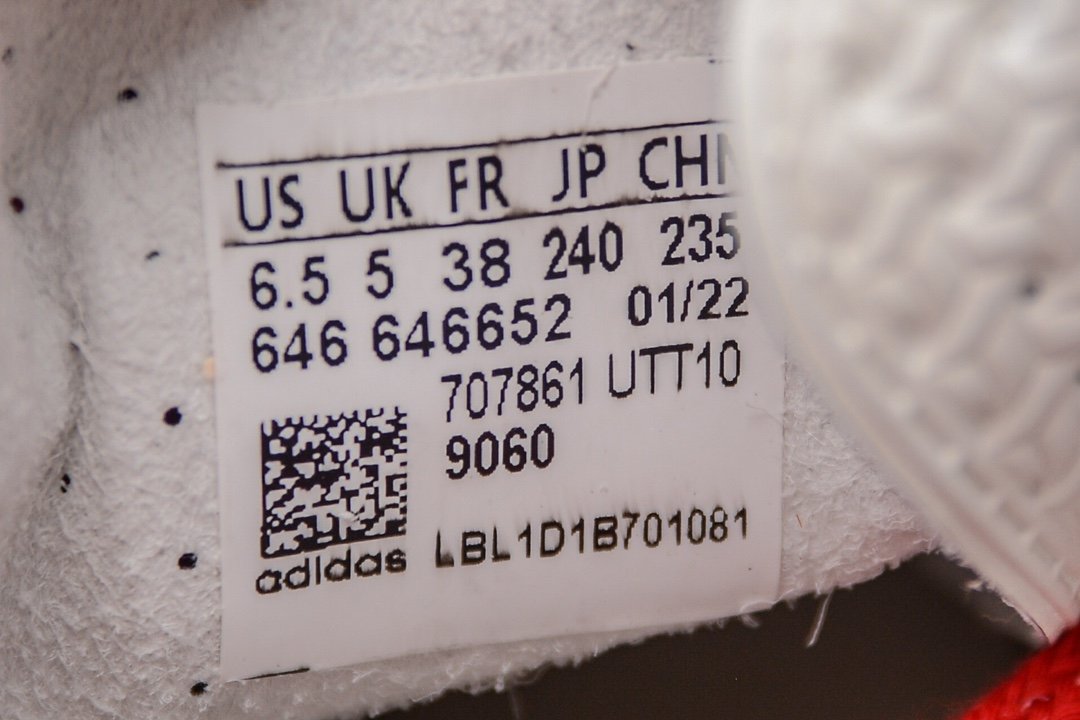 US UK FR JP CHN
6.5 5 38 240 235
646 646652 01/22
707861 UTT10
9060
adidas LBL1D1B701081